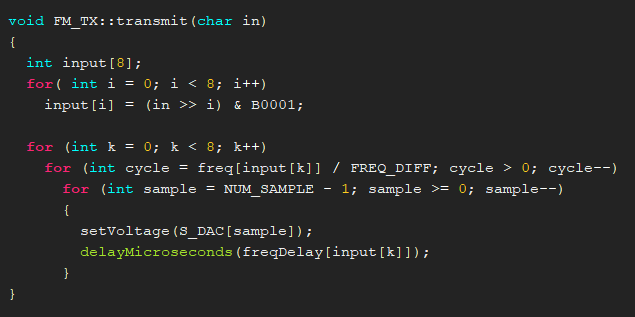 void FM_TX::transmit(char in)
{
  int input[8];
  for( int i = 0; i < 8; i++)
    input[i] = (in >> i) & B0001;

  for (int k = 0; k < 8; k++)
    for (int cycle = freq[input[k]] / FREQ_DIFF; cycle > 0; cycle--)
      for (int sample = NUM_SAMPLE - 1; sample >= 0; sample--)
      {
        setVoltage(S_DAC[sample]);
        delayMicroseconds(freqDelay[input[k]]);
      }
}